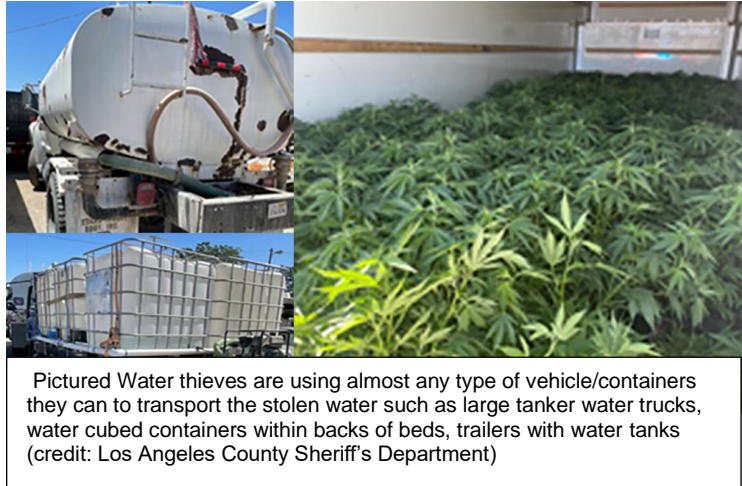 Pictured Water thieves are using almost any type of vehicle/containers
they can to transport the stolen water such as large tanker water trucks,
water cubed containers within backs of beds, trailers with water tanks
(credit: Los Angeles County Sheriff's Department)